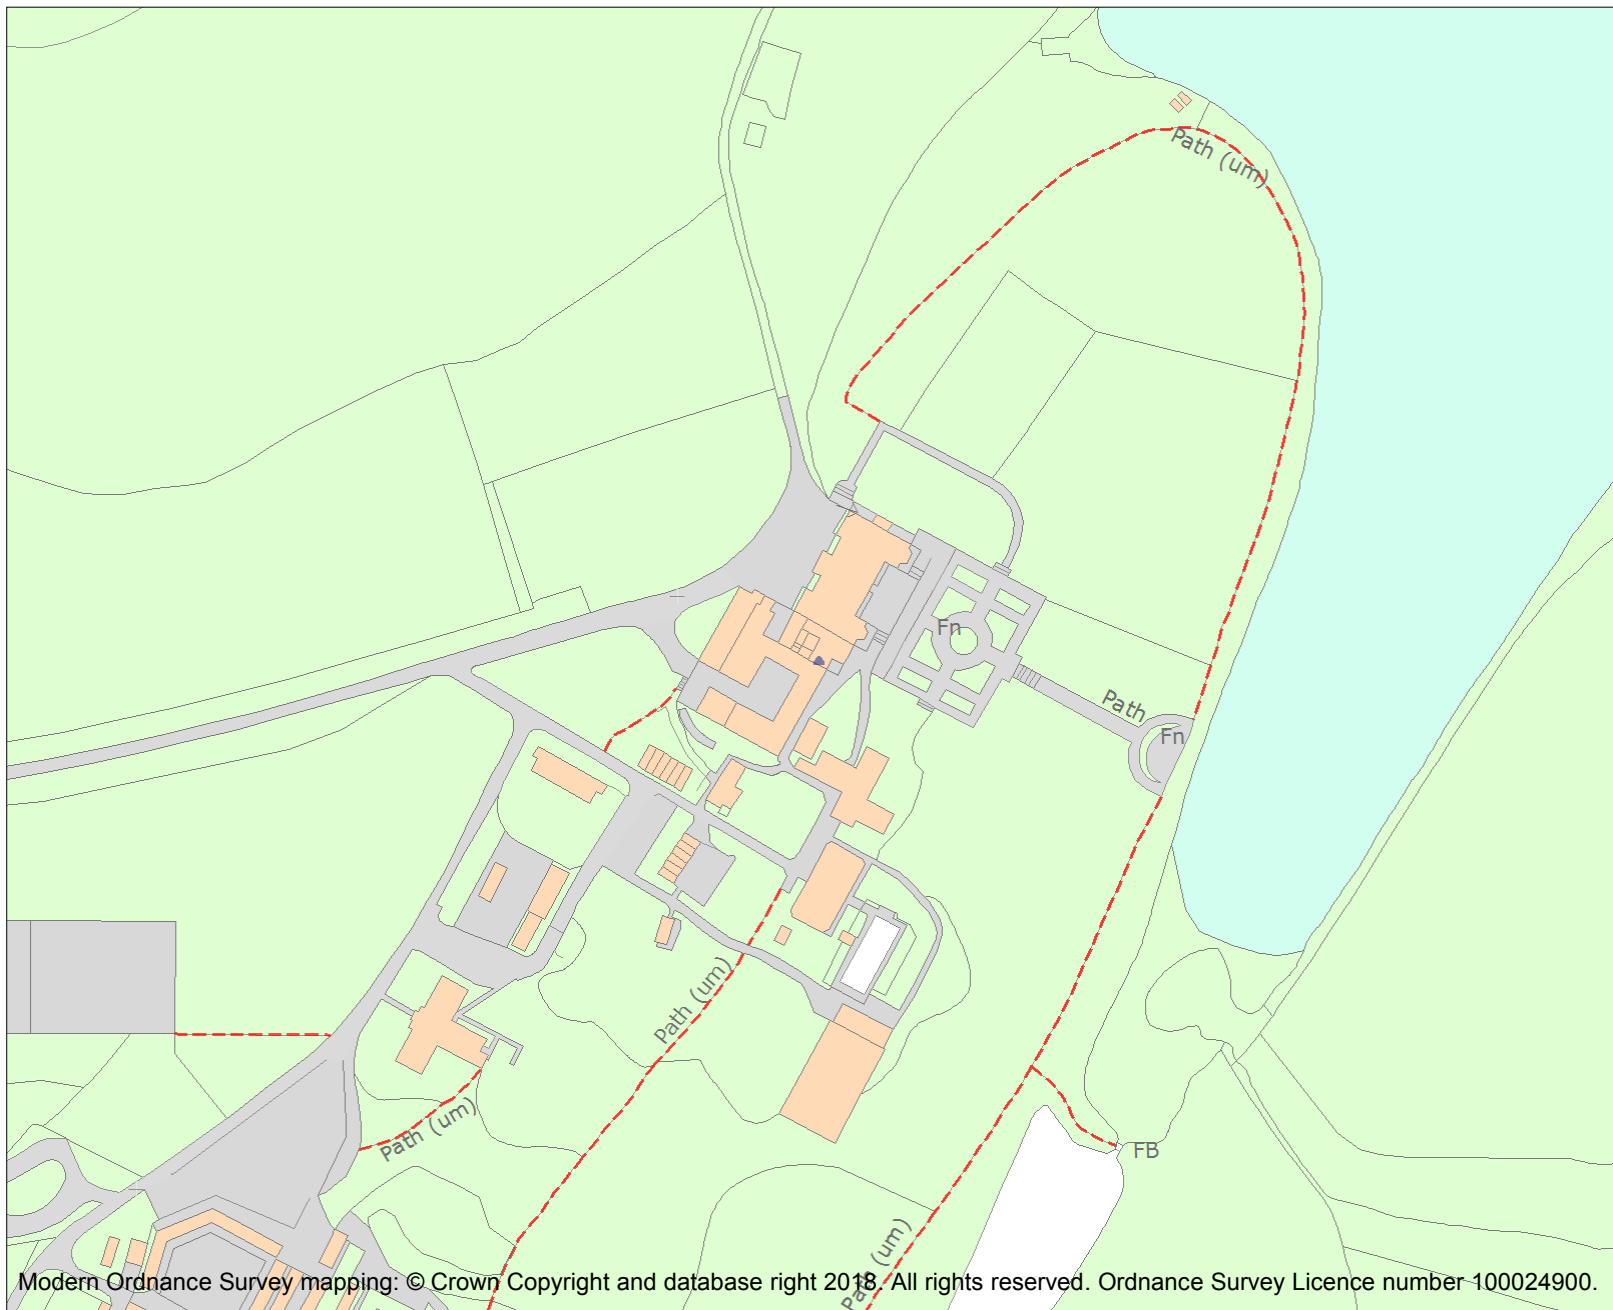 Path (um)
Fn
Path
Fn
Path (um)
Path (um)
FB
Path (um)
Modern Ordnance Survey mapping: © Crown Copyright and database right 2018. All rights reserved. Ordnance Survey Licence number 100024900.